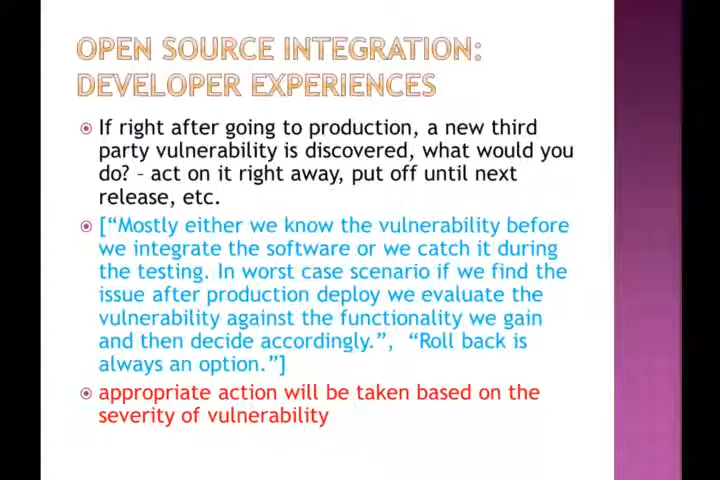 OPEN SOURCE INTEGRATION:
DEVELOPER EXPERIENCES
If right after going to production, a new third
party vulnerability is discovered, what would you
do? – act on it right away, put off until next
release, etc.
[“Mostly either we know the vulnerability before
we integrate the software or we catch it during
the testing. In worst case scenario if we find the
issue after production deploy we evaluate the
vulnerability against the functionality we gain
and then decide accordingly.”, “Roll back is
always an option.”]
appropriate action will be taken based on the
severity of vulnerability